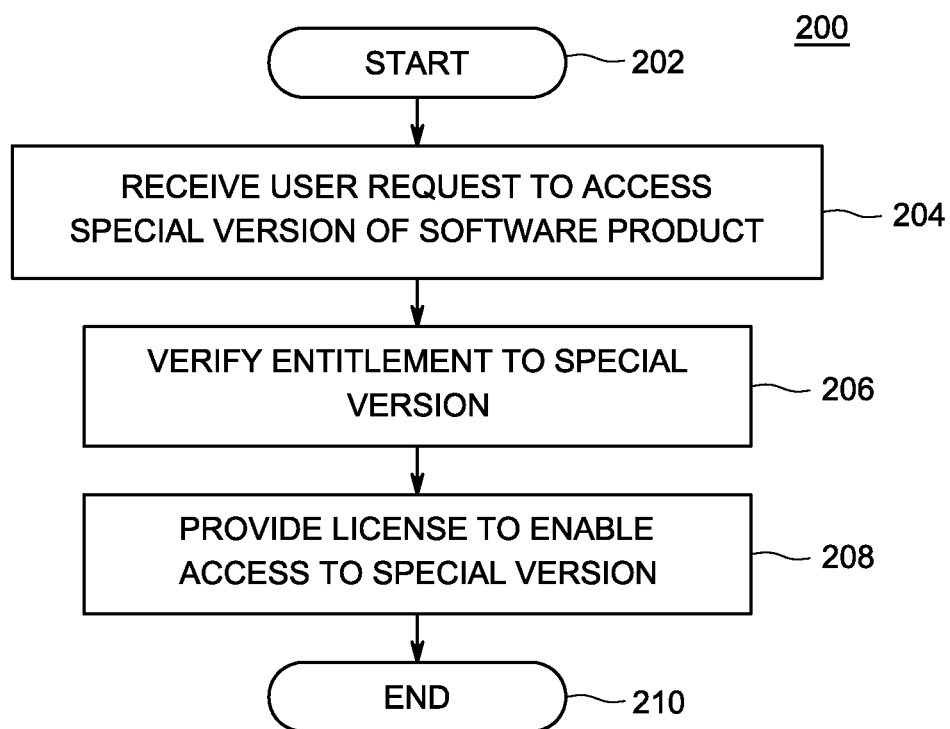 200
START
202
RECEIVE USER REQUEST TO ACCESS
SPECIAL VERSION OF SOFTWARE PRODUCT
204
VERIFY ENTITLEMENT TO SPECIAL
VERSION
206
PROVIDE LICENSE TO ENABLE
ACCESS TO SPECIAL VERSION
208
END
210